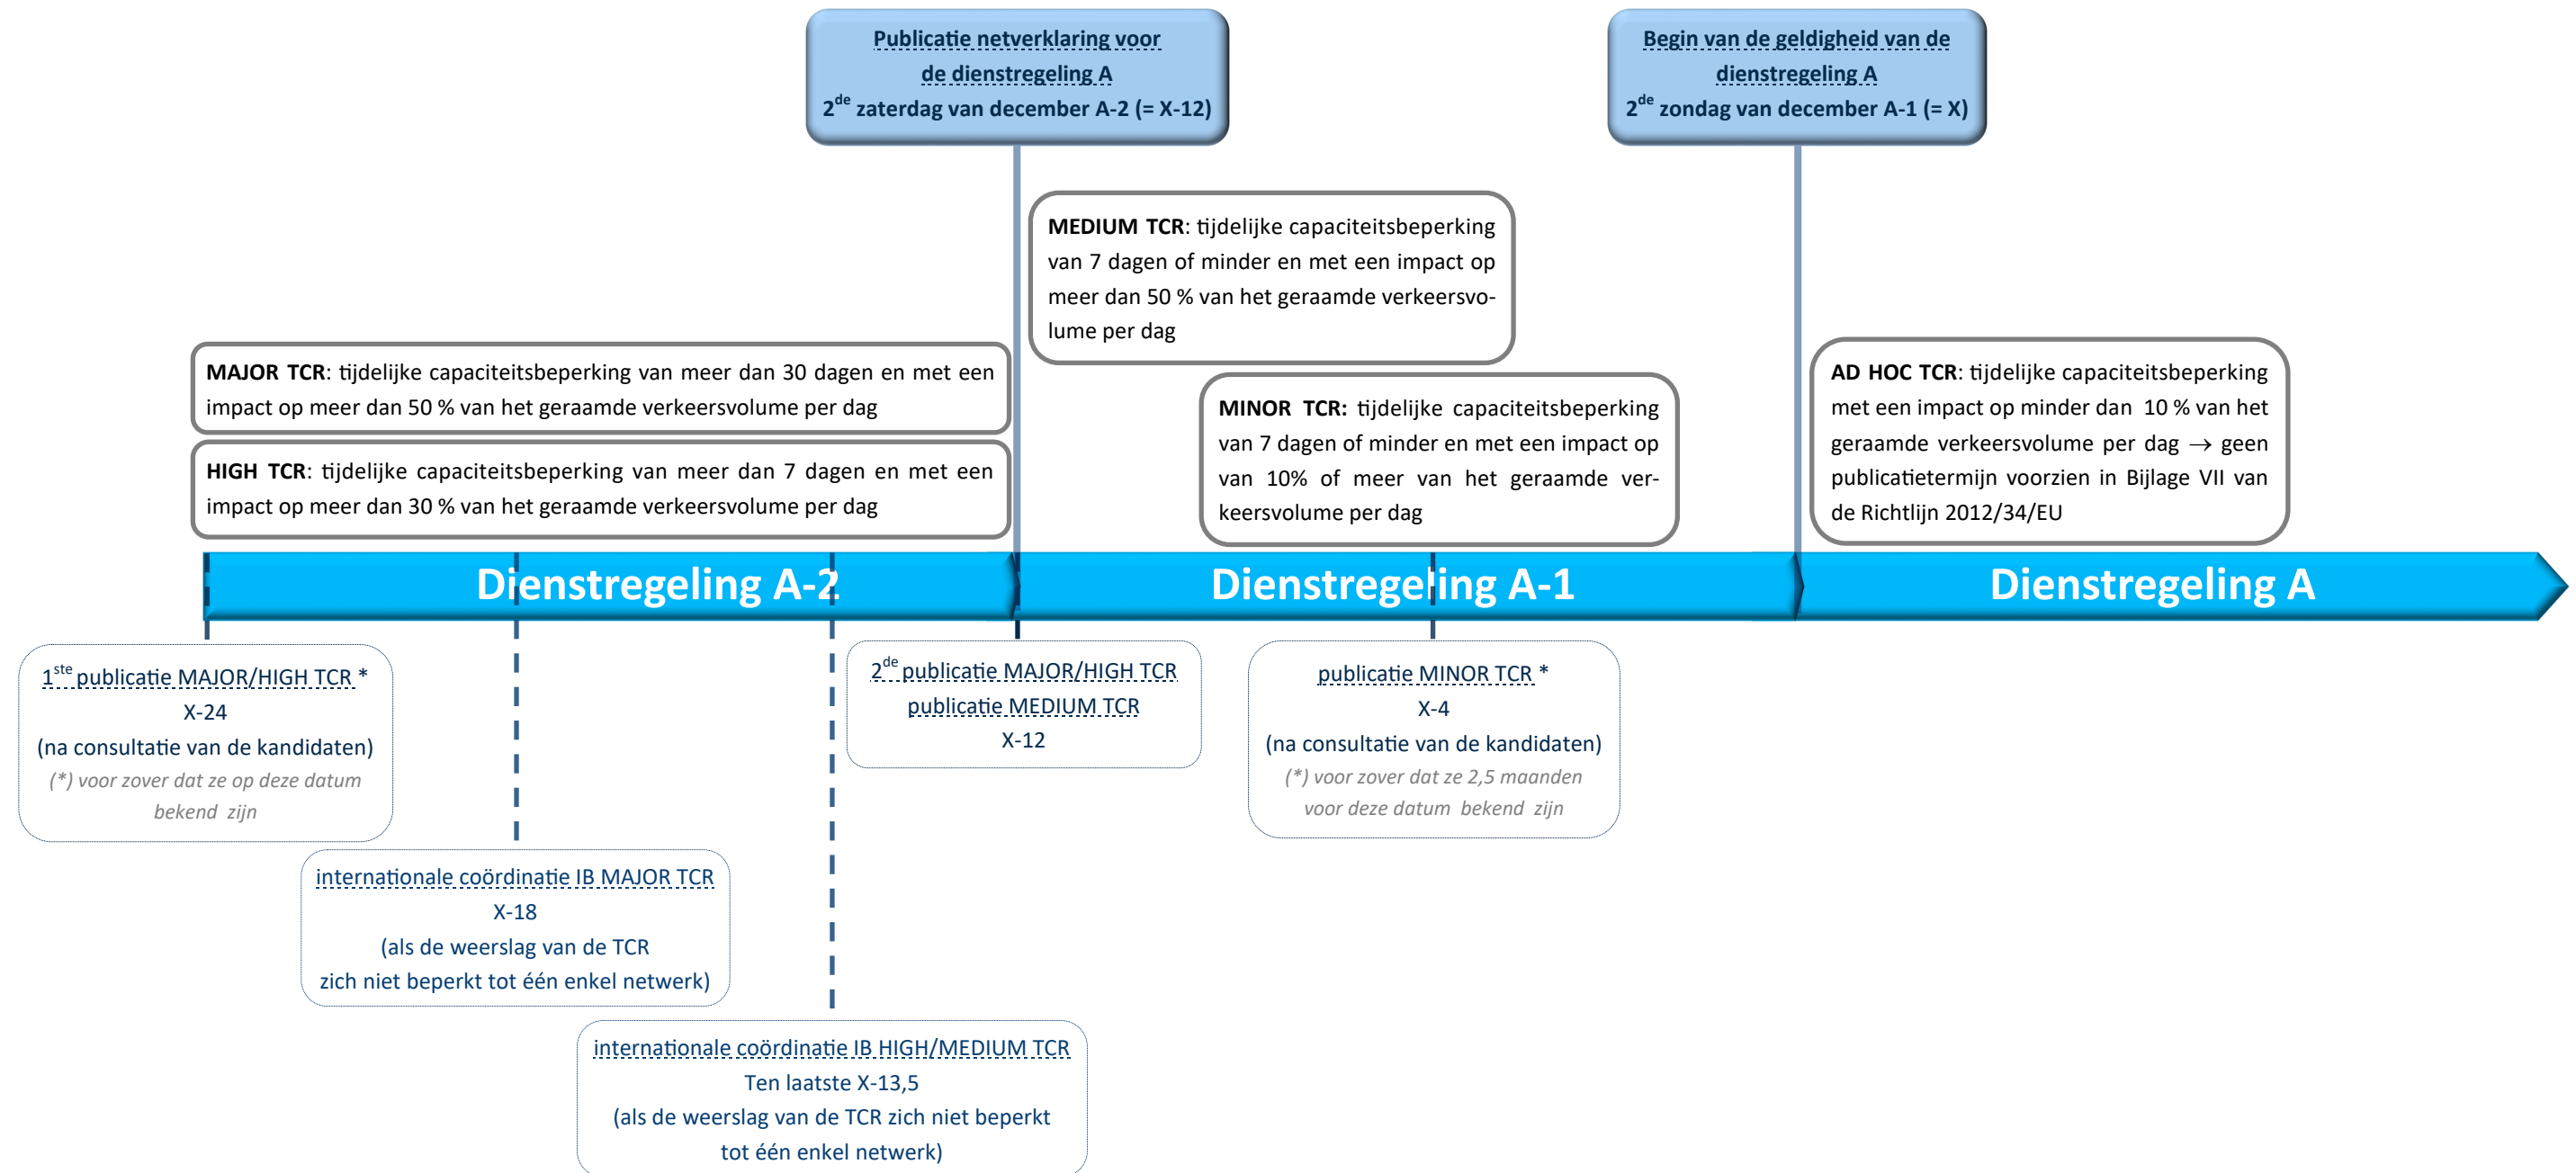 Publicatie netverklaring voor
de dienstregeling A
2de zaterdag van december A-2 (= X-12)
Begin van de geldigheid van de
dienstregeling A
2de zondag van december A-1 (= X)
MEDIUM TCR: tijdelijke capaciteitsbeperking
van 7 dagen of minder en met een impact op
meer dan 50 % van het geraamde verkeersvo-
lume per dag
MAJOR TCR: tijdelijke capaciteitsbeperking van meer dan 30 dagen en met een
impact op meer dan 50 % van het geraamde verkeersvolume per dag
HIGH TCR: tijdelijke capaciteitsbeperking van meer dan 7 dagen en met een
impact op meer dan 30 % van het geraamde verkeersvolume per dag
MINOR TCR: tijdelijke capaciteitsbeperking
van 7 dagen of minder en met een impact op
van 10% of meer van het geraamde ver-
keersvolume per dag
AD HOC TCR: tijdelijke capaciteitsbeperking
met een impact op minder dan 10 % van het
geraamde verkeersvolume per dag → geen
publicatietermijn voorzien in Bijlage VII van
de Richtlijn 2012/34/EU
Dienstregeling A-2
Dienstregeling A-1
Dienstregeling A
1ste publicatie MAJOR/HIGH TCR *
X-24
(na consultatie van de kandidaten)
(*) voor zover dat ze op deze datum
bekend zijn
2de publicatie MAJOR/HIGH TCR
publicatie MEDIUM TCR
X-12
publicatie MINOR TCR *
X-4
(na consultatie van de kandidaten)
(*) voor zover dat ze 2,5 maanden
voor deze datum bekend zijn
internationale coördinatie IB MAJOR TCR
X-18
(als de weerslag van de TCR
zich niet beperkt tot één enkel netwerk)
internationale coördinatie IB HIGH/MEDIUM TCR
Ten laatste X-13,5
(als de weerslag van de TCR zich niet beperkt
tot één enkel netwerk)